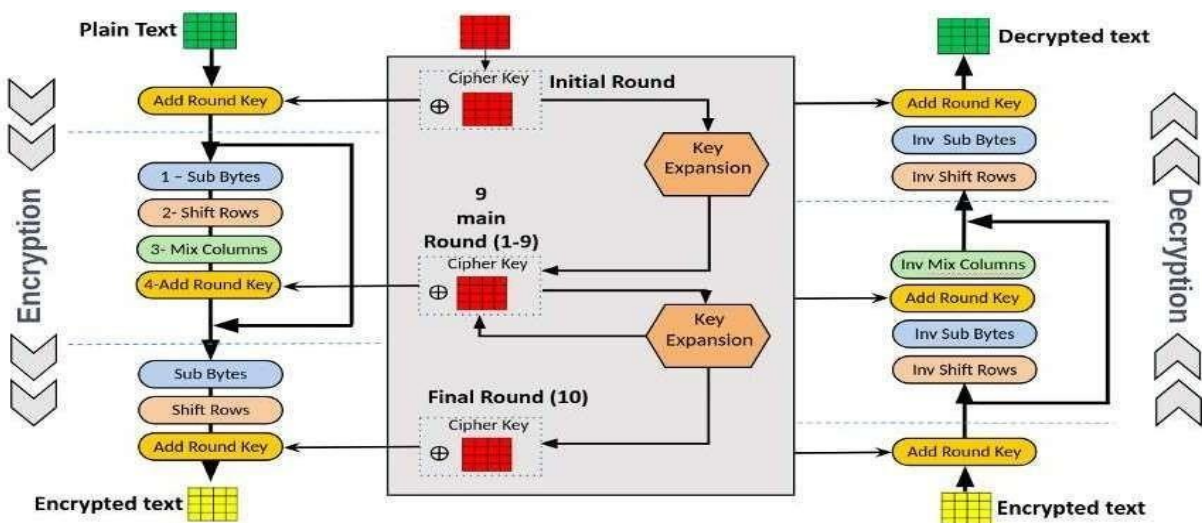 Plain Text
Add Round Key
Encryption
1 – Sub Bytes
2- Shift Rows
3- Mix Columns
4-Add Round Key
Sub Bytes
Shift Rows
Add Round Key
Encrypted text
Cipher Key
Initial Round
⊕
Key
Expansion
9
main
Round (1-9)
Cipher Key
⊕
Key
Expansion
Final Round (10)
Cipher Key
⊕
Decrypted text
Add Round Key
Inv Sub Bytes
Inv Shift Rows
Inv Mix Columns
Add Round Key
Inv Sub Bytes
Inv Shift Rows
Add Round Key
Encrypted text
Decryption